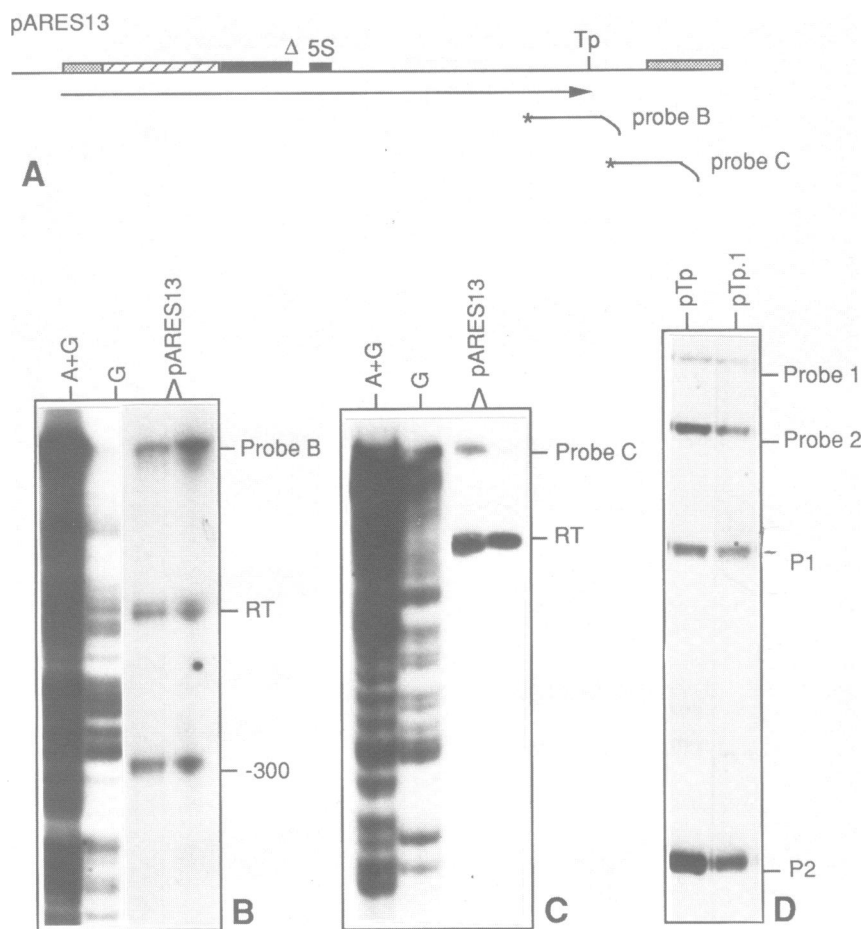 pARES13
Δ 5S
Tp
* probe B
* probe C
A
A+G
G
pARES13
Probe B
RT
-300
B
A+G
G
pARES13
Probe C
RT
C
pTp
pTp.1
Probe 1
Probe 2
P1
P2
D